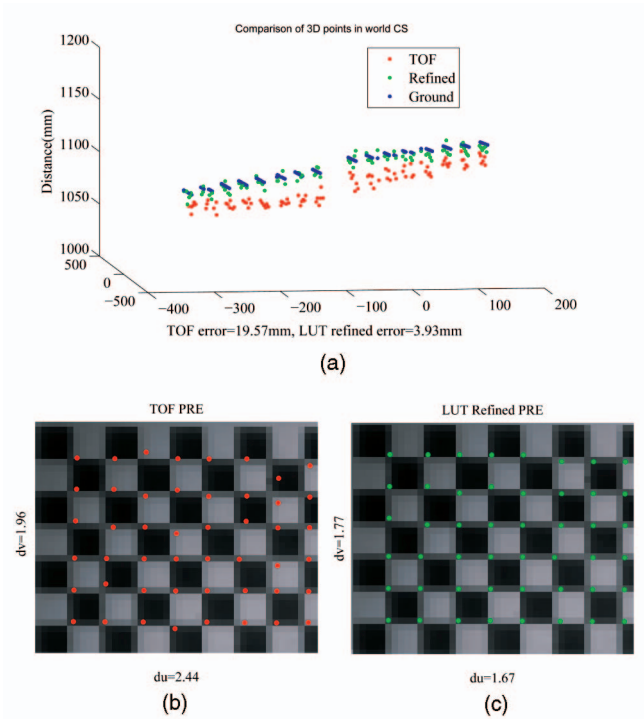 Comparison of 3D points in world CS
1200
1150
1100
1050
1000
500
0
−500
Distance(mm)
TOF
Refined
Ground
−400
−300
−200
−100
0
100
200
TOF error=19.57mm, LUT refined error=3.93mm
(a)
TOF PRE
dv=1.96
du=2.44
(b)
LUT Refined PRE
dv=1.77
du=1.67
(c)